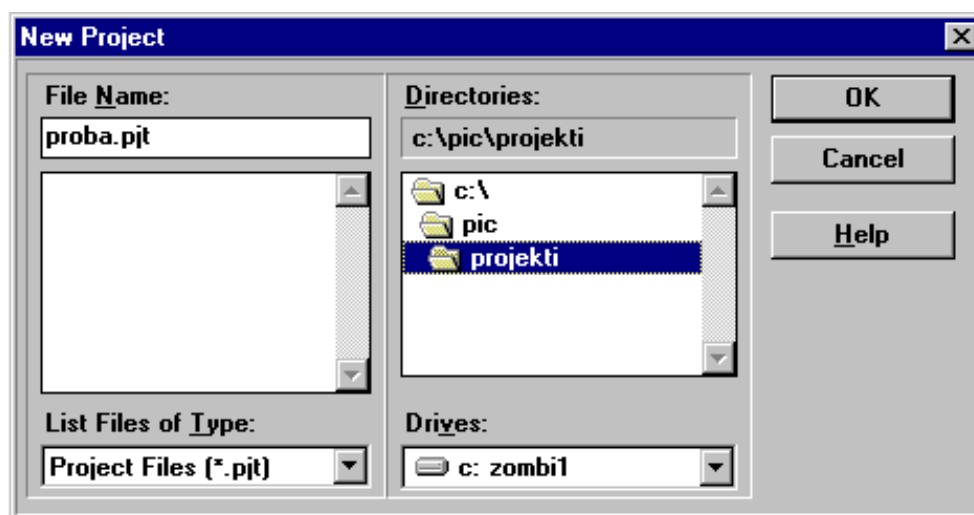 New Project
File Name:
proba.pjt
List Files of Type:
Project Files (*.pjt)
Directories:
c:\pic\projekti
c:\
pic
projekti
Drives:
c: zombi1
OK
Cancel
Help